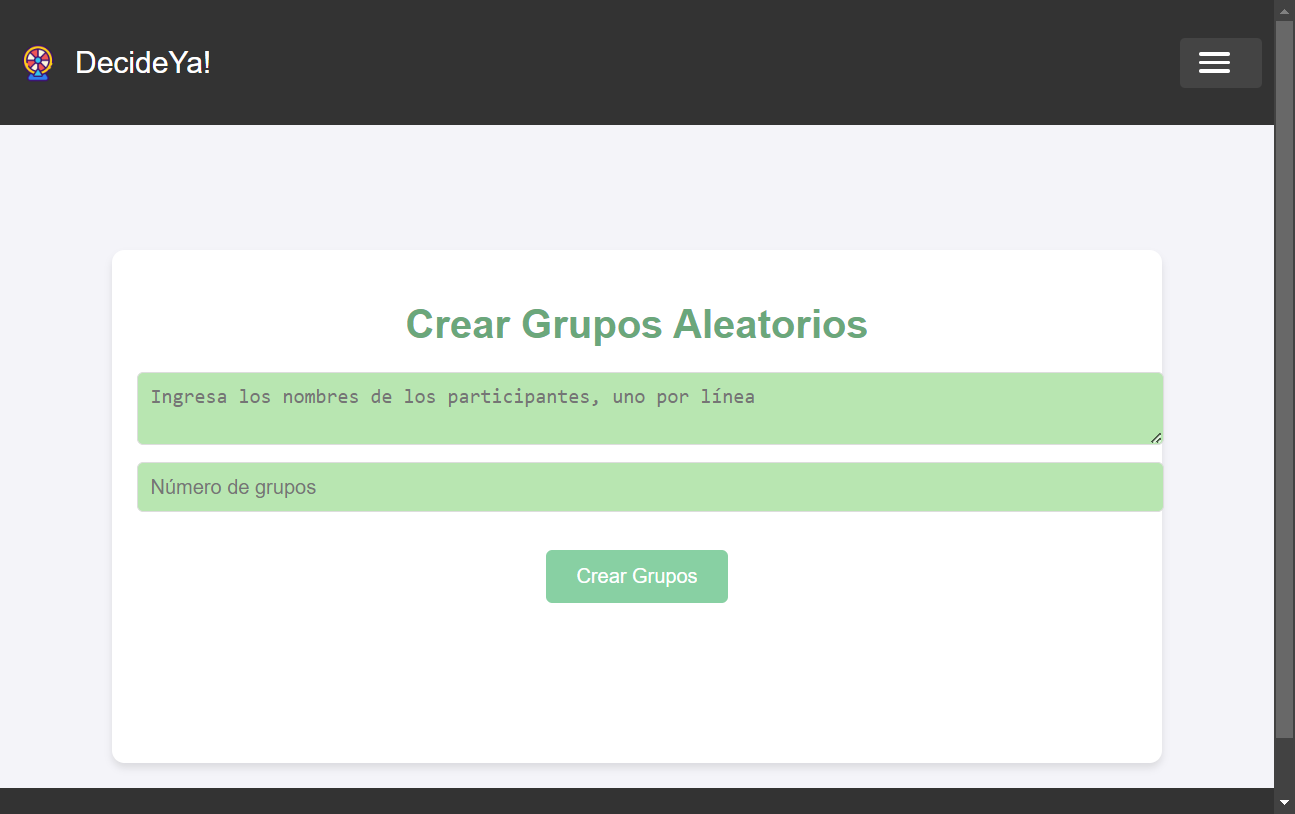 DecideYa!
Crear Grupos Aleatorios
Ingresa los nombres de los participantes, uno por línea
Número de grupos
Crear Grupos